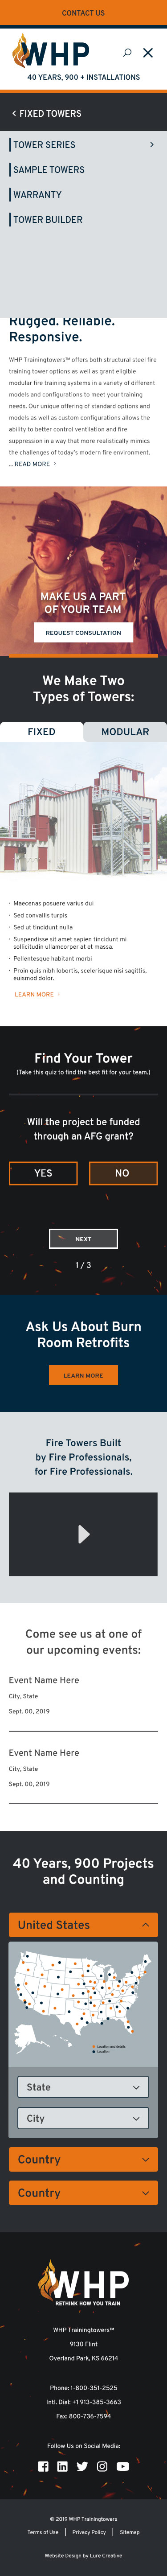 CONTACT US
WHP
40 YEARS, 900 + INSTALLATIONS
< FIXED TOWERS
TOWER SERIES >
SAMPLE TOWERS
WARRANTY
TOWER BUILDER
Rugged. Reliable.
Responsive.
WHP Trainingtowers™ offers both structural steel fire
training tower options as well as grant eligible
modular fire training systems in a variety of different
models and configurations to meet your training
needs. Our unique offering of standard options and
models as well as custom configurations allows the
ability to better control ventilation and fire
suppression in a way that more realistically mimics
the challenges of today's modern fire environment.
... READ MORE >
MAKE US A PART
OF YOUR TEAM
REQUEST CONSULTATION
We Make Two
Types of Towers:
FIXED MODULAR
· Maecenas posuere varius dui
· Sed convallis turpis
· Sed ut tincidunt nulla
· Suspendisse sit amet sapien tincidunt mi
sollicitudin ullamcorper at et massa.
· Pellentesque habitant morbi
· Proin quis nibh lobortis, scelerisque nisi sagittis,
euismod dolor.
LEARN MORE >
Find Your Tower
(Take this quiz to find the best fit for your team.)
Will the project be funded
through an AFG grant?
YES NO
NEXT
1 / 3
Ask Us About Burn
Room Retrofits
LEARN MORE
Fire Towers Built
by Fire Professionals,
for Fire Professionals.
Come see us at one of
our upcoming events:
Event Name Here
City, State
Sept. 00, 2019
Event Name Here
City, State
Sept. 00, 2019
40 Years, 900 Projects
and Counting
United States
Location and details
Location
State
City
Country
Country
WHP
RETHINK HOW YOU TRAIN
WHP Trainingtowers™
9130 Flint
Overland Park, KS 66214
Phone: 1-800-351-2525
Intl. Dial: +1 913-385-3663
Fax: 800-736-7594
Follow Us on Social Media:
© 2019 WHP Trainingtowers
Terms of Use | Privacy Policy | Sitemap
Website Design by Lure Creative